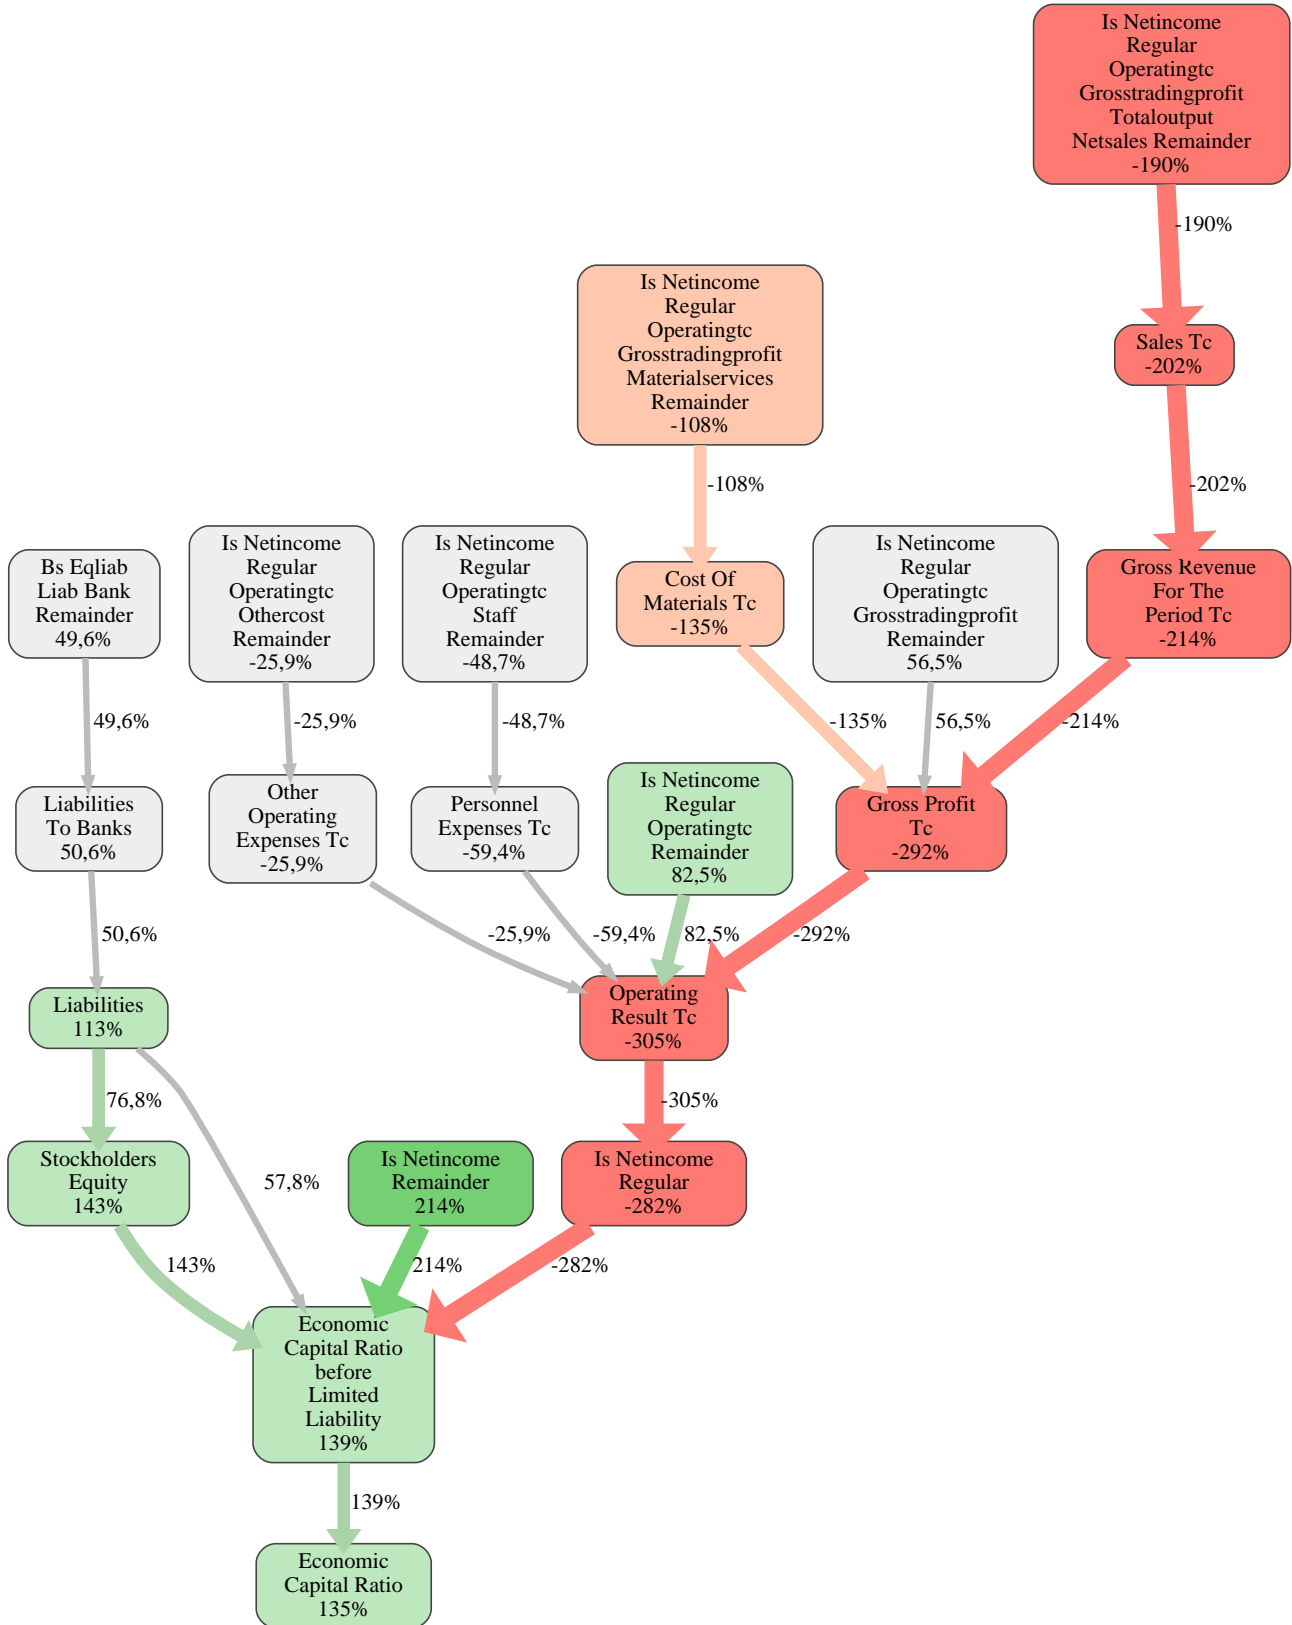 Is Netincome
Regular
Operatingtc
Grosstradingprofit
Totaloutput
Netsales Remainder
-190%
-190%
Is Netincome
Regular
Operatingtc
Grosstradingprofit
Materialservices
Remainder
-108%
Sales Tc
-202%
-108%
-202%
Bs Eqliab
Liab Bank
Remainder
49,6%
Is Netincome
Regular
Operatingtc
Othercost
Remainder
-25,9%
Is Netincome
Regular
Operatingtc
Staff
Remainder
-48,7%
Cost Of
Materials Tc
-135%
Is Netincome
Regular
Operatingtc
Grosstradingprofit
Remainder
56,5%
Gross Revenue
For The
Period Tc
-214%
49,6%
-25,9%
-48,7%
-135%
56,5%
-214%
Liabilities
To Banks
50,6%
Other
Operating
Expenses Tc
-25,9%
Personnel
Expenses Tc
-59,4%
Is Netincome
Regular
Operatingtc
Remainder
82,5%
Gross Profit
Tc
-292%
50,6%
-25,9%
-59,4%
82,5%
-292%
Liabilities
113%
Operating
Result Tc
-305%
76,8%
-305%
Stockholders
Equity
143%
57,8%
Is Netincome
Remainder
214%
Is Netincome
Regular
-282%
143%
214%
-282%
Economic
Capital Ratio
before
Limited
Liability
139%
139%
Economic
Capital Ratio
135%